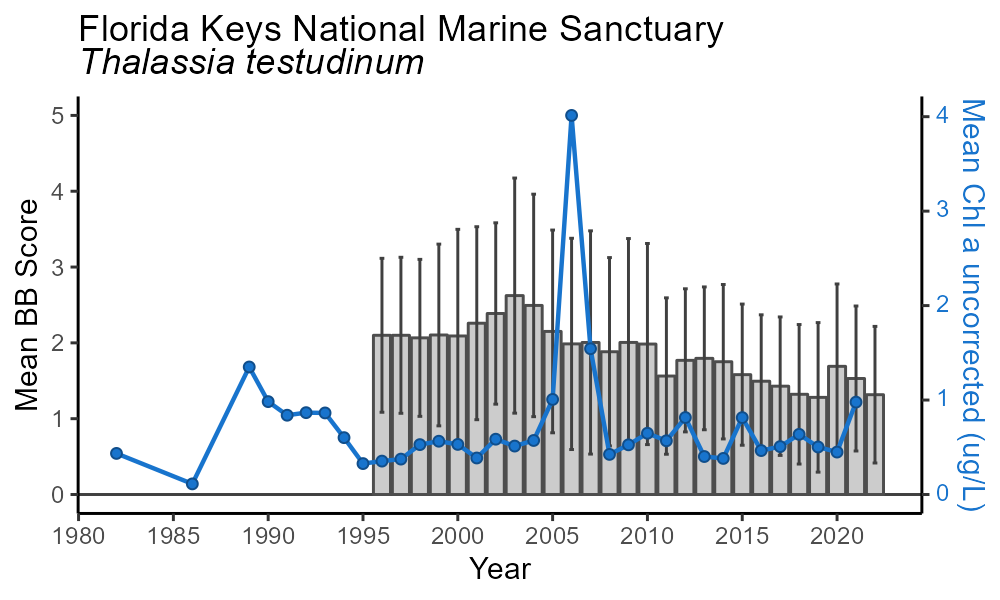 Florida Keys National Marine Sanctuary
Thalassia testudinum
Mean BB Score
5
4
3
2
1
0
Mean Chl a uncorrected (ug/L)
4
3
2
1
0
1980 1985 1990 1995 2000 2005 2010 2015 2020
Year